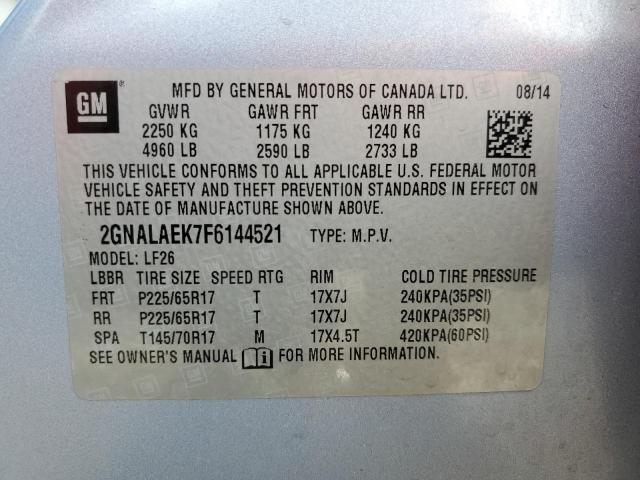 GM
MFD BY GENERAL MOTORS OF CANADA LTD. 08/14
GVWR GAWR FRT GAWR RR
2250 KG 1175 KG 1240 KG
4960 LB 2590 LB 2733 LB
THIS VEHICLE CONFORMS TO ALL APPLICABLE U.S. FEDERAL MOTOR
VEHICLE SAFETY AND THEFT PREVENTION STANDARDS IN EFFECT ON
THE DATE OF MANUFACTURE SHOWN ABOVE.
2GNALAEK7F6144521 TYPE: M.P.V.
MODEL: LF26
LBBR TIRE SIZE SPEED RTG RIM COLD TIRE PRESSURE
FRT P225/65R17 T 17X7J 240KPA(35PSI)
RR P225/65R17 T 17X7J 240KPA(35PSI)
SPA T145/70R17 M 17X4.5T 420KPA(60PSI)
SEE OWNER'S MANUAL FOR MORE INFORMATION.